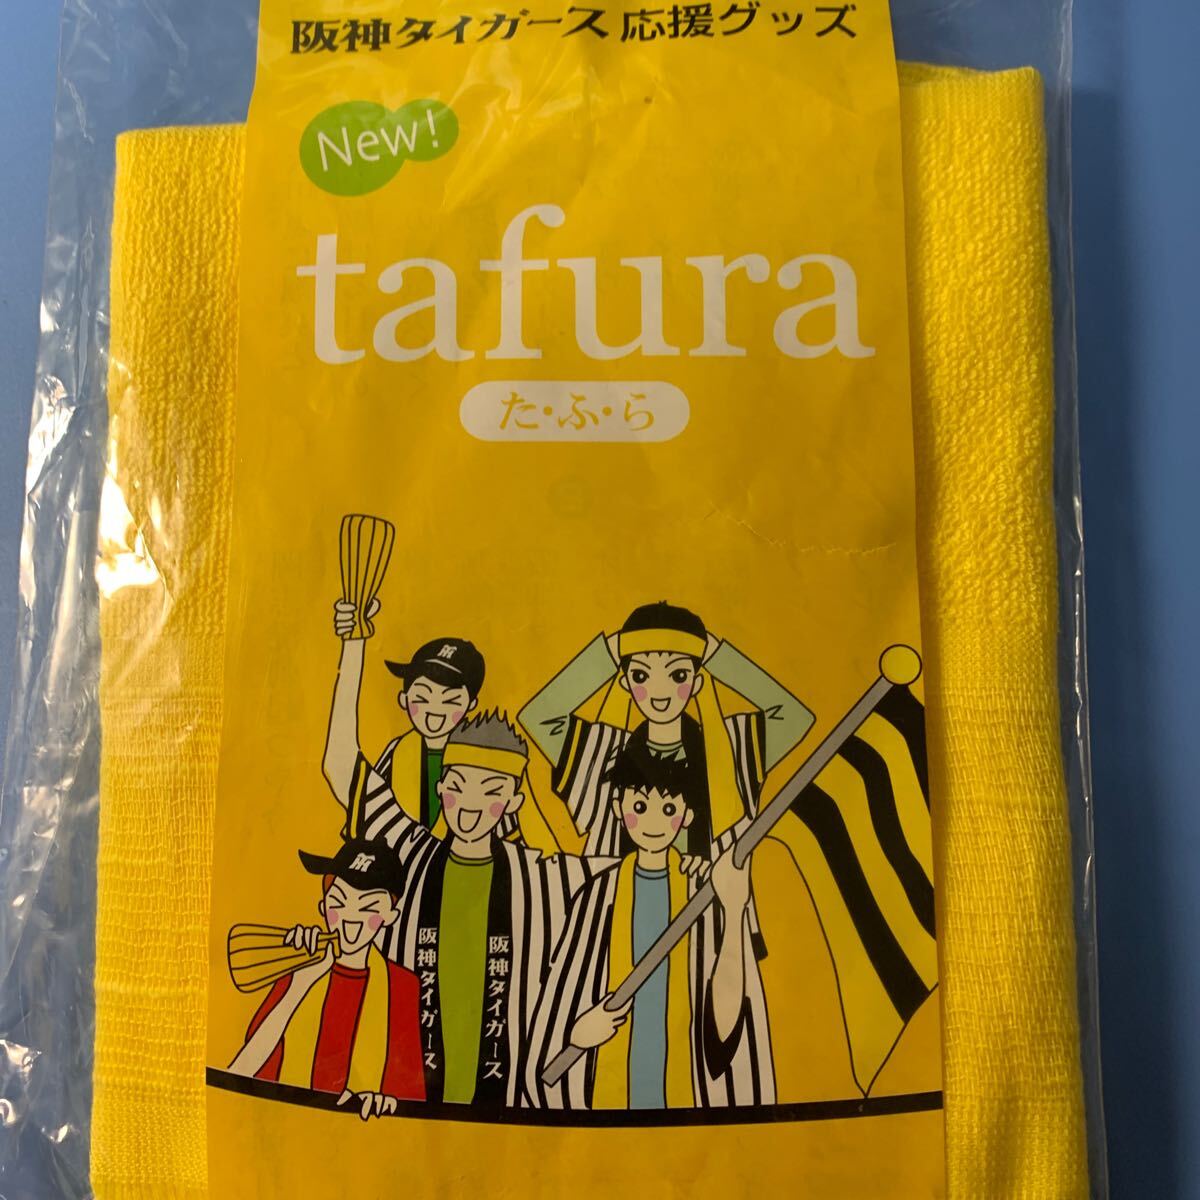 阪神タイガース 応援グッズ
New!
tafura
た・ふ・ら
阪神タイガース
阪神タイガース